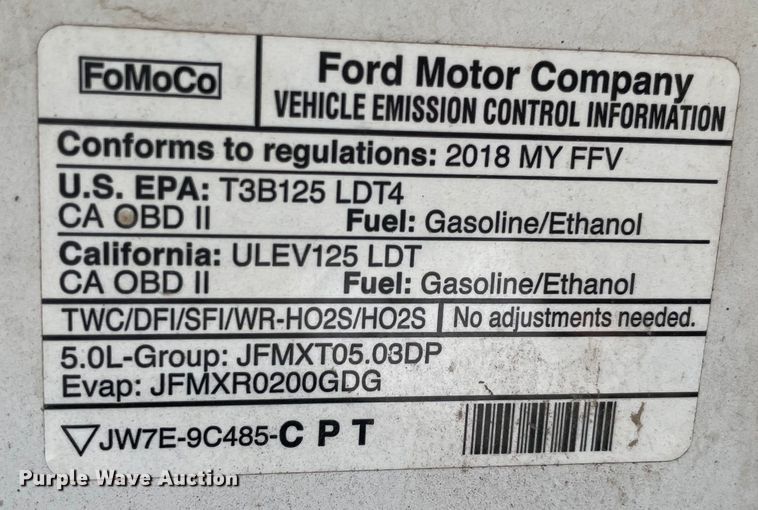 FoMoCo
Ford Motor Company
VEHICLE EMISSION CONTROL INFORMATION
Conforms to regulations: 2018 MY FFV
U.S. EPA: T3B125 LDT4
CA OBD II Fuel: Gasoline/Ethanol
California: ULEV125 LDT
CA OBD II Fuel: Gasoline/Ethanol
TWC/DFI/SFI/WR-HO2S/HO2S No adjustments needed.
5.0L-Group: JFMXT05.03DP
Evap: JFMXR0200GDG
▽JW7E-9C485-C P T
Purple Wave Auction